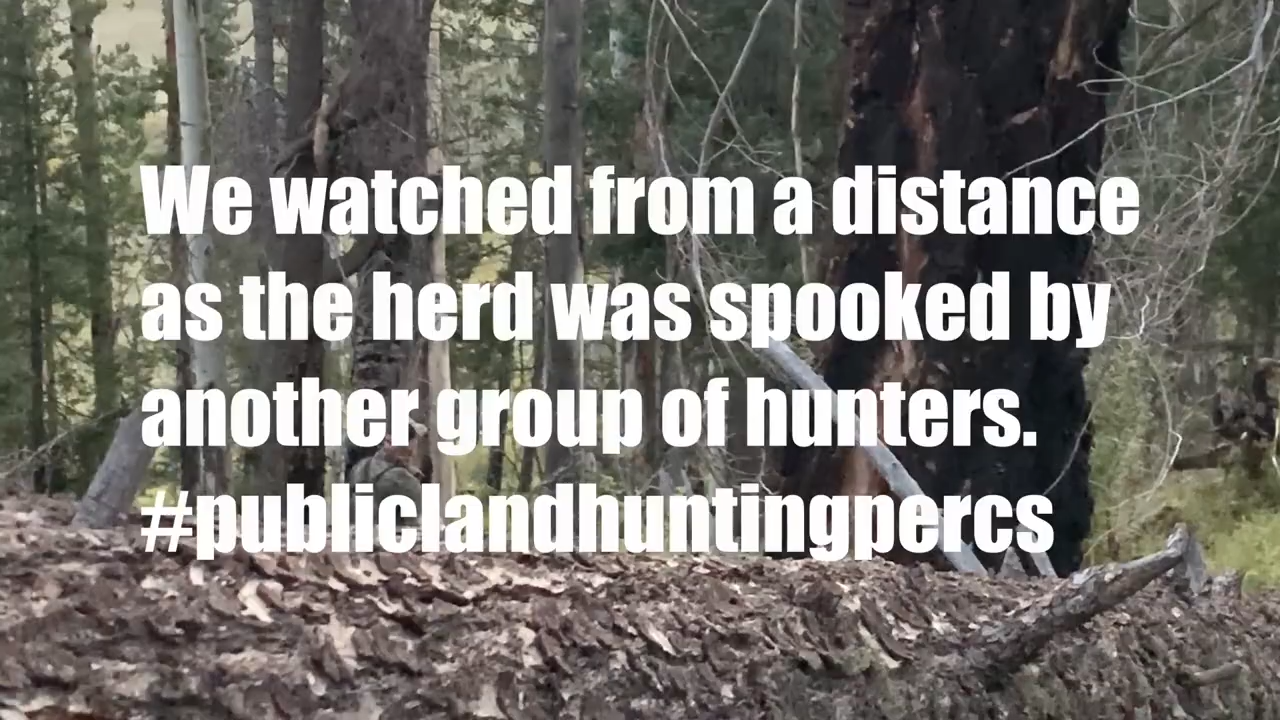 We watched from a distance
as the herd was spooked by
another group of hunters.
#publiclandhuntingpercs